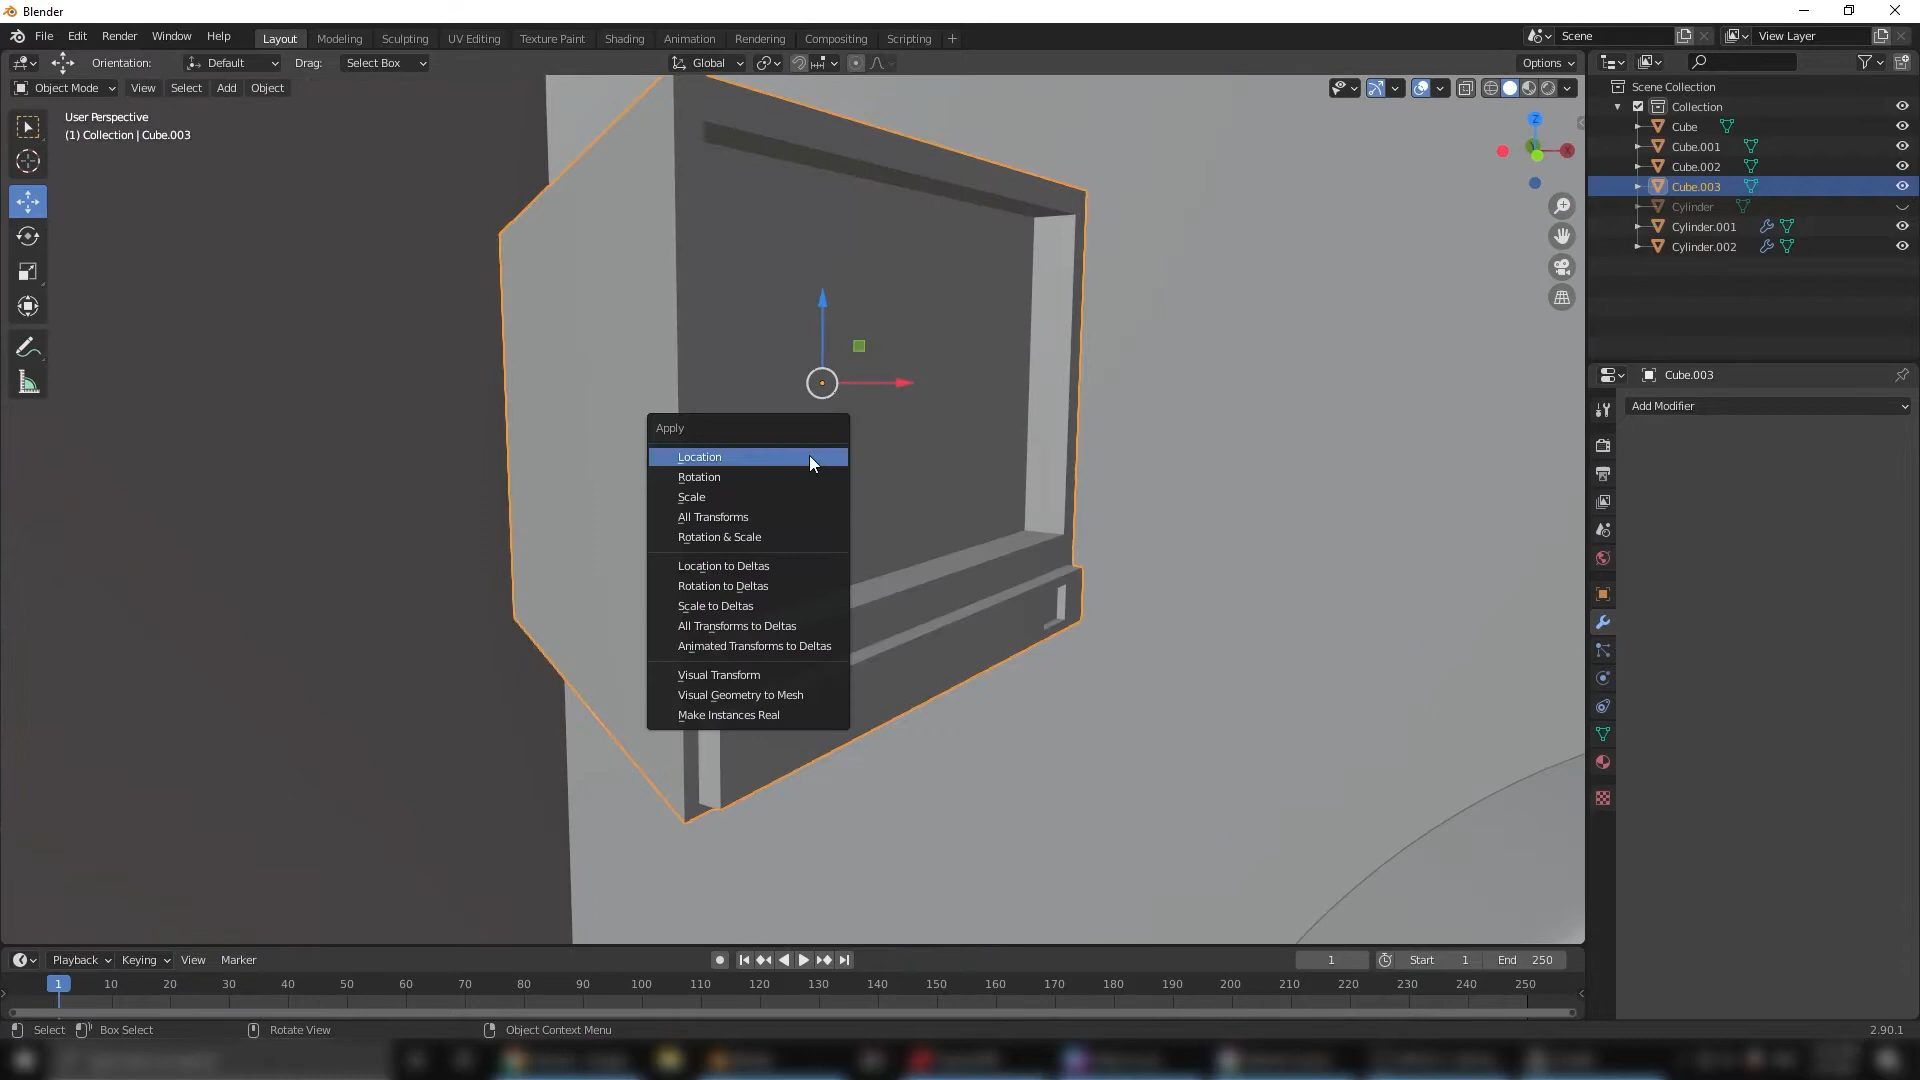 Blender
File Edit Render Window Help
Layout Modeling Sculpting UV Editing Texture Paint Shading Animation Rendering Compositing Scripting +
Scene
View Layer
Orientation: Default Drag: Select Box
Global
Options
Object Mode View Select Add Object
User Perspective
(1) Collection | Cube.003
Z
Scene Collection
Collection
Cube
Cube.001
Cube.002
Cube.003
Cylinder
Cylinder.001
Cylinder.002
Cube.003
Add Modifier
Apply
Location
Rotation
Scale
All Transforms
Rotation & Scale
Location to Deltas
Rotation to Deltas
Scale to Deltas
All Transforms to Deltas
Animated Transforms to Deltas
Visual Transform
Visual Geometry to Mesh
Make Instances Real
Playback Keying View Marker
1 Start 1 End 250
1 10 20 30 40 50 60 70 80 90 100 110 120 130 140 150 160 170 180 190 200 210 220 230 240 250
Select Box Select Rotate View Object Context Menu 2.90.1